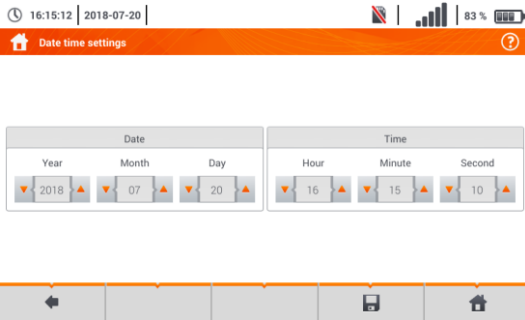 16:15:12 2018-07-20 83 %
Date time settings ?
Date Time
Year Month Day Hour Minute Second
2018 07 20 16 15 10